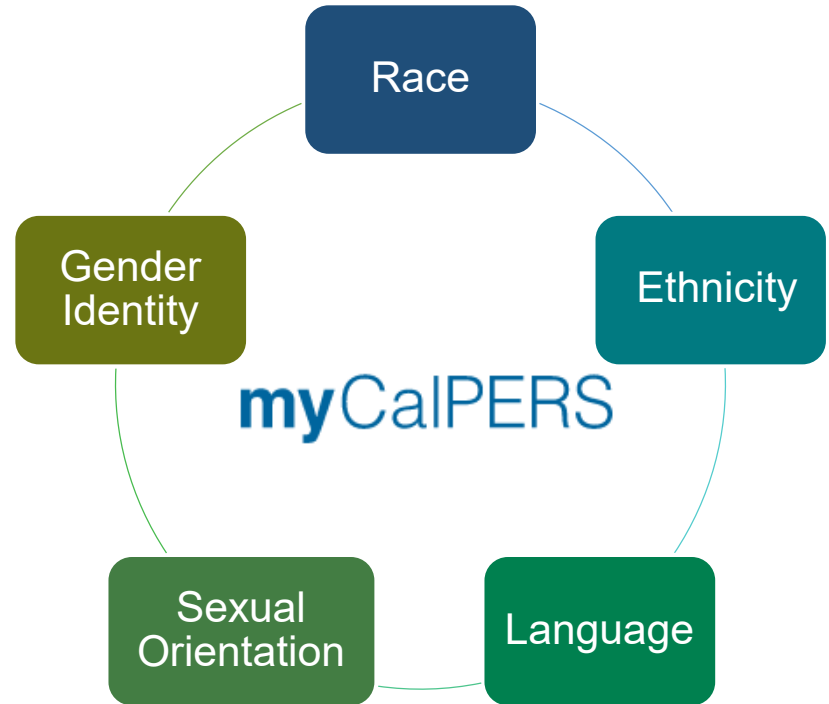 Race
Ethnicity
Language
Sexual
Orientation
Gender
Identity
myCalPERS